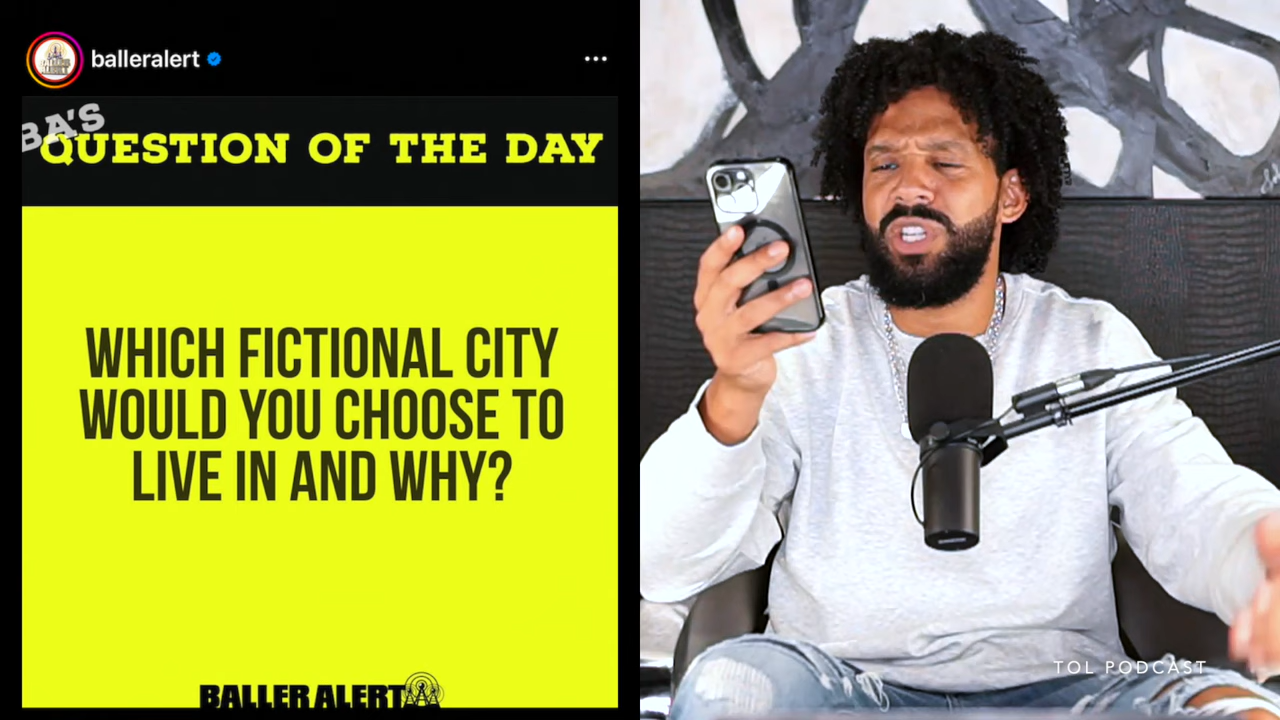 balleralert
BA'S
QUESTION OF THE DAY
WHICH FICTIONAL CITY
WOULD YOU CHOOSE TO
LIVE IN AND WHY?
BALLER ALERT
TOL PODCAST